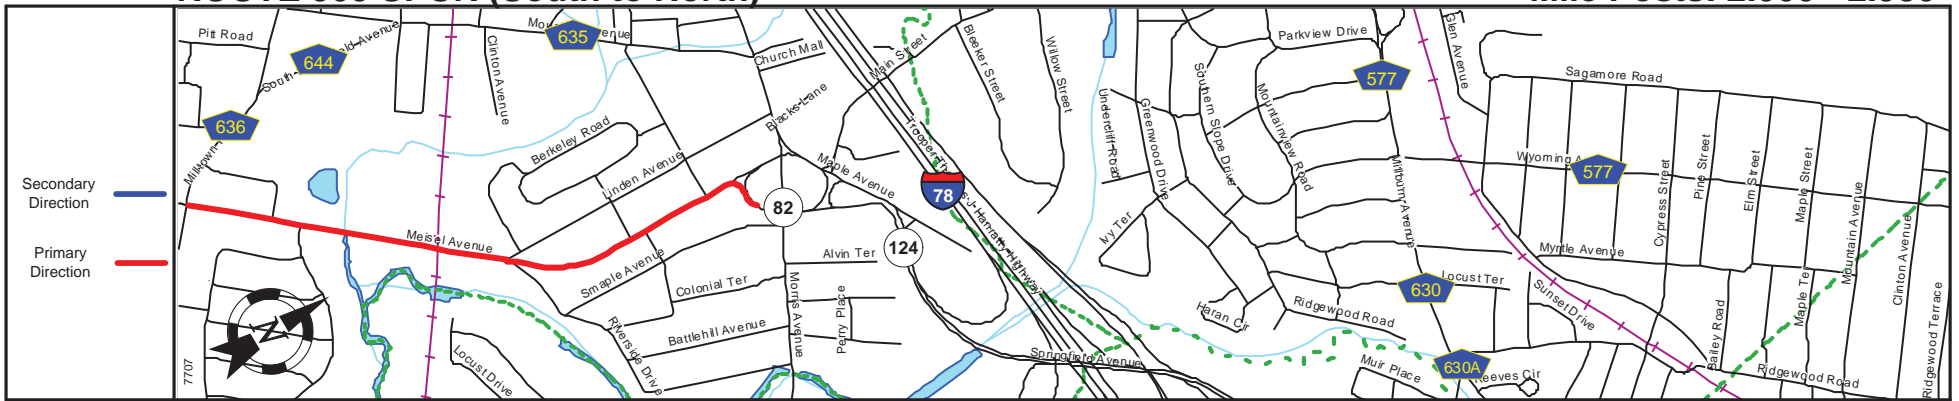 Pitt Road
644
635
Church Mall
Main Street
Bleeker Street
Willow Street
Parkview Drive
577
Glen Avenue
Sagamore Road
Clinton Avenue
636
Blacks Lane
Berkeley Road
Linden Avenue
Maple Avenue
Undercliff Road
Greenwood Drive
Southern Slope Drive
Mountainview Road
Millburn Avenue
577
Cypress Street
Pine Street
Elm Street
Maple Street
Mountain Avenue
Clinton Avenue
Ridgewood Terrace
Secondary
Direction
Primary
Direction
Meisel Avenue
82
124
78
Ivy Ter
Alvin Ter
Smaple Avenue
Colonial Ter
Battlehill Avenue
Morris Avenue
Perry Place
Riverside Drive
Locust Drive
Springfield Avenue
Haran Cir
Ridgewood Road
630
Locust Ter
Myrtle Avenue
Sunset Drive
Muir Place
630A
Reeves Cir
Bailey Road
Maple Ter
Ridgewood Road
N
7707